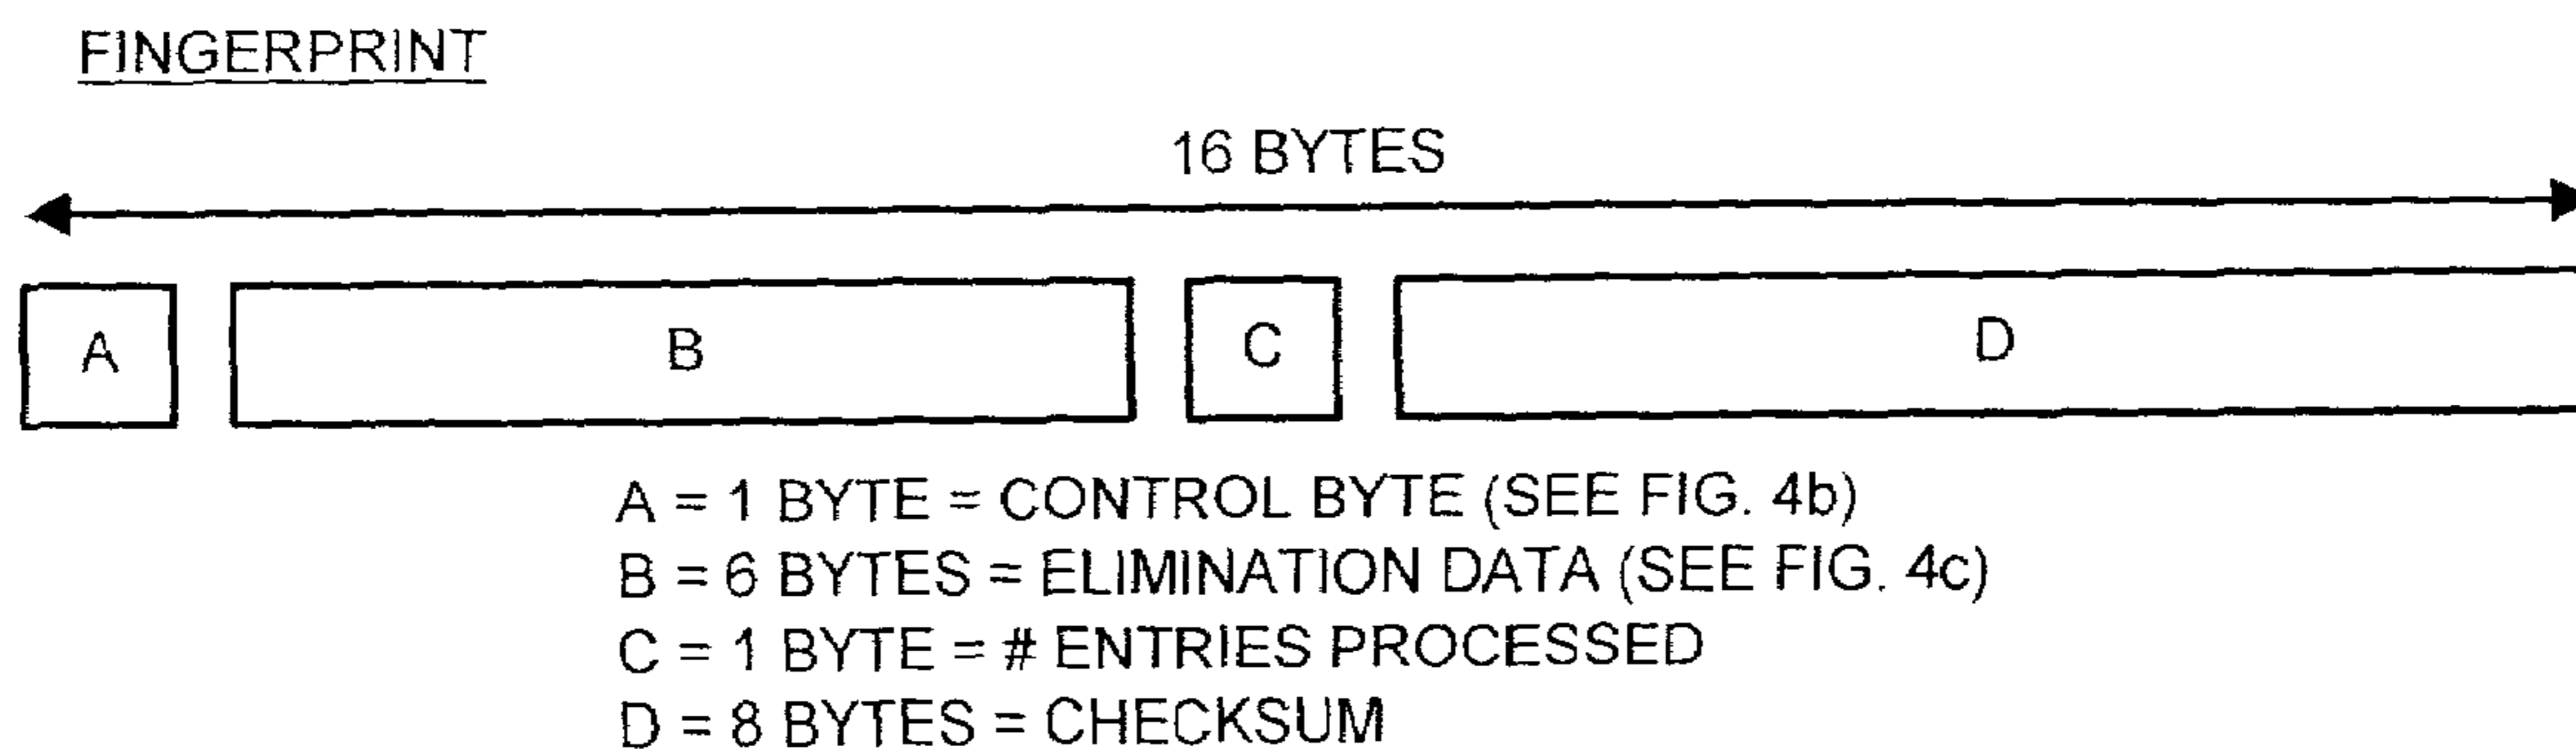 FINGERPRINT
16 BYTES
A B C D
A = 1 BYTE = CONTROL BYTE (SEE FIG. 4b)
B = 6 BYTES = ELIMINATION DATA (SEE FIG. 4c)
C = 1 BYTE = # ENTRIES PROCESSED
D = 8 BYTES = CHECKSUM